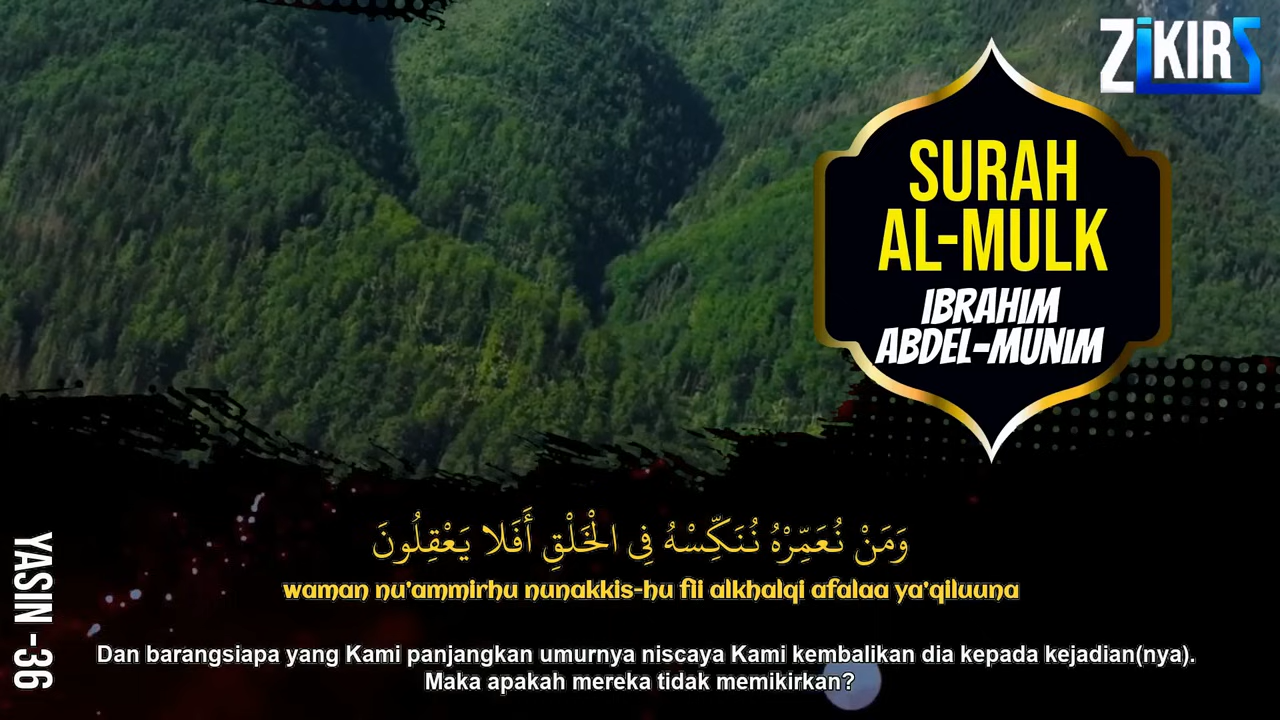 ZiKIRS
SURAH
AL-MULK
IBRAHIM
ABDEL-MUNIM
وَمَنْ نُعَمِّرْهُ نُنَكِّسْهُ فِي الْخَلْقِ أَفَلا يَعْقِلُونَ
waman nu'ammirhu nunakkis-hu fii alkhalqi afalaa ya'qiluuna
YASIN -36
Dan barangsiapa yang Kami panjangkan umurnya niscaya Kami kembalikan dia kepada kejadian(nya).
Maka apakah mereka tidak memikirkan?